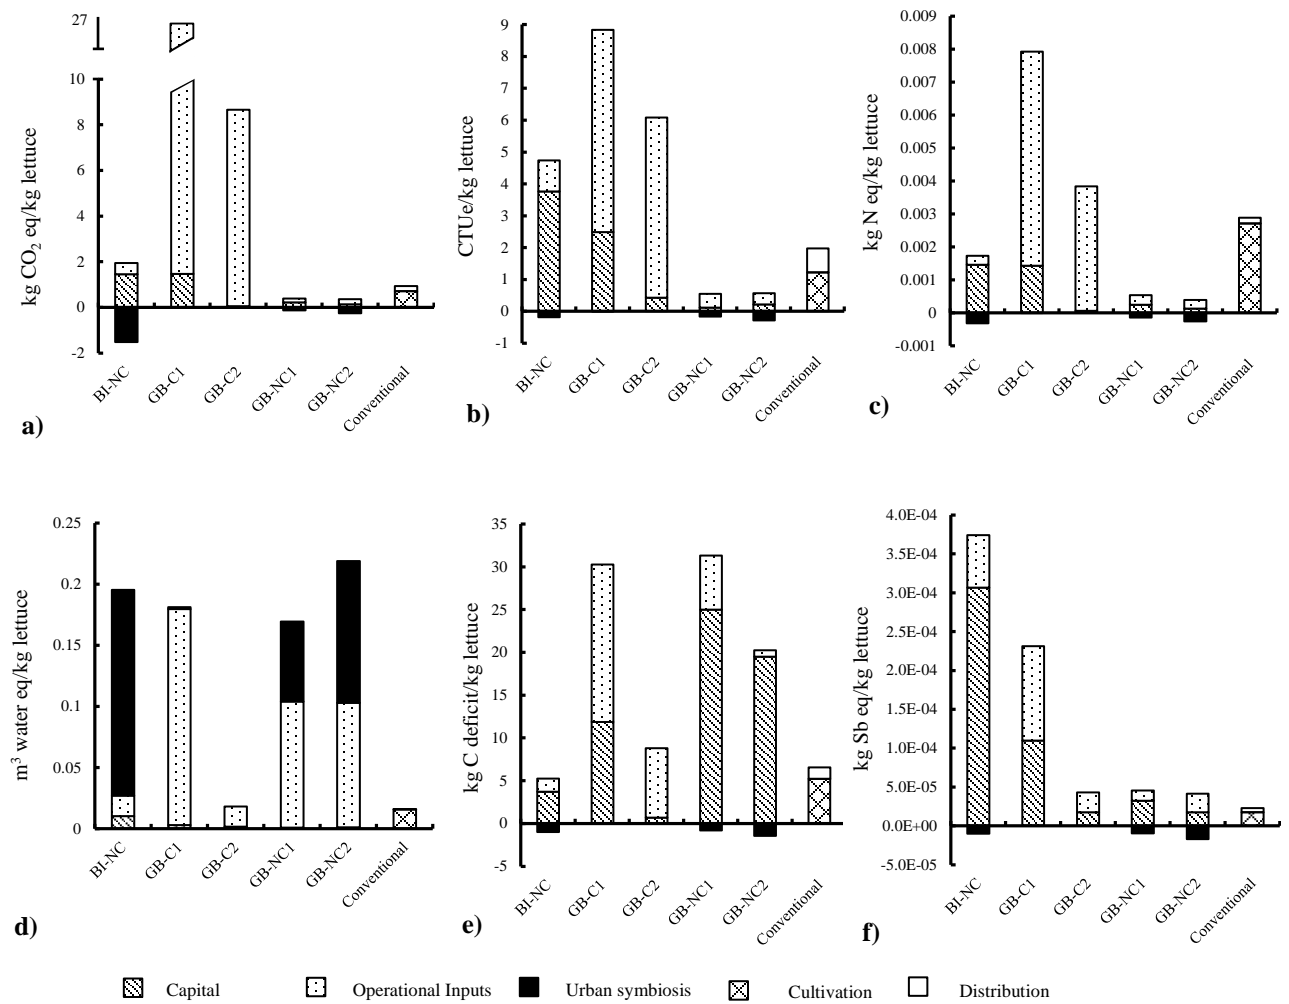 27
10
8
6
4
2
0
-2
kg CO2 eq/kg lettuce
BI-NC
GB-C1
GB-C2
GB-NC1
GB-NC2
Conventional
a)
9
8
7
6
5
4
3
2
1
0
-1
CTUe/kg lettuce
BI-NC
GB-C1
GB-C2
GB-NC1
GB-NC2
Conventional
b)
0.009
0.008
0.007
0.006
0.005
0.004
0.003
0.002
0.001
0
-0.001
kg N eq/kg lettuce
BI-NC
GB-C1
GB-C2
GB-NC1
GB-NC2
Conventional
c)
0.25
0.2
0.15
0.1
0.05
0
m3 water eq/kg lettuce
BI-NC
GB-C1
GB-C2
GB-NC1
GB-NC2
Conventional
d)
35
30
25
20
15
10
5
0
-5
kg C deficit/kg lettuce
BI-NC
GB-C1
GB-C2
GB-NC1
GB-NC2
Conventional
e)
4.0E-04
3.5E-04
3.0E-04
2.5E-04
2.0E-04
1.5E-04
1.0E-04
5.0E-05
0.0E+00
-5.0E-05
kg Sb eq/kg lettuce
BI-NC
GB-C1
GB-C2
GB-NC1
GB-NC2
Conventional
f)
Capital Operational Inputs Urban symbiosis Cultivation Distribution